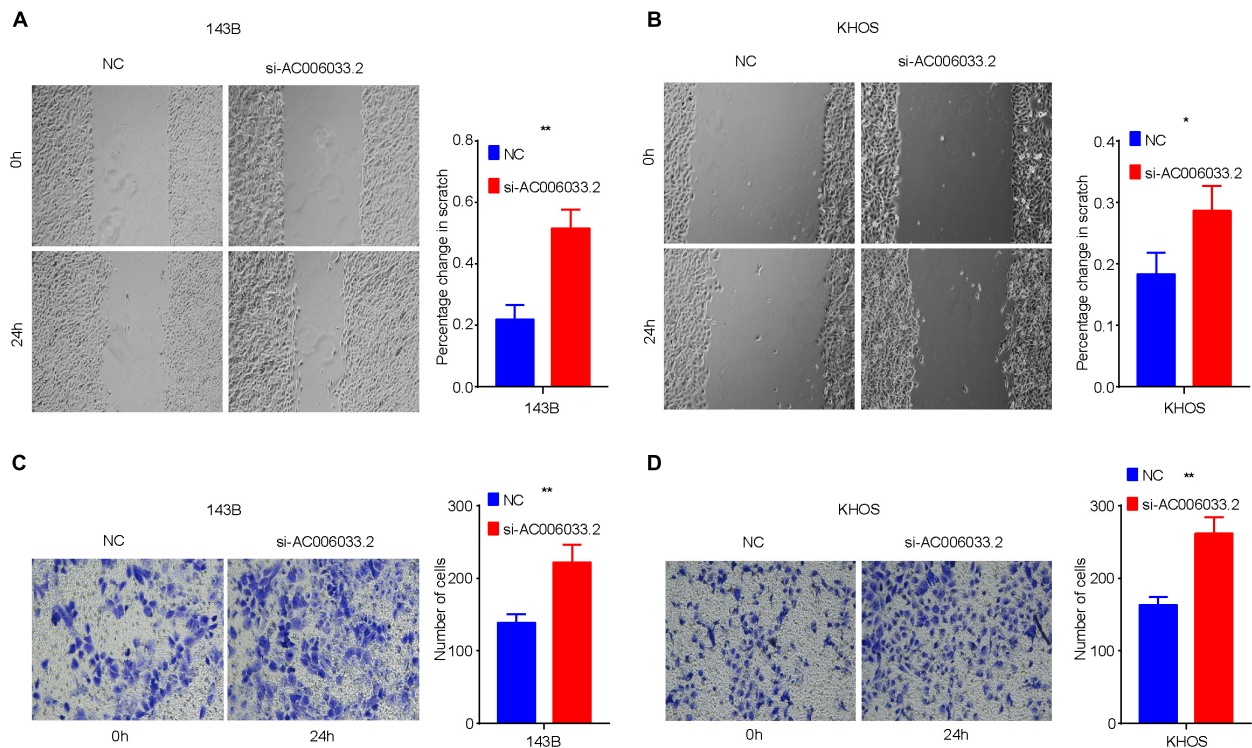 A
143B
NC
si-AC006033.2
0h
24h
Percentage change in scratch
0.8
0.6
0.4
0.2
0.0
**
NC
si-AC006033.2
143B
B
KHOS
NC
si-AC006033.2
0h
24h
Percentage change in scratch
0.4
0.3
0.2
0.1
0.0
*
NC
si-AC006033.2
KHOS
C
143B
NC
si-AC006033.2
0h
24h
Number of cells
300
200
100
0
**
NC
si-AC006033.2
143B
D
KHOS
NC
si-AC006033.2
0h
24h
Number of cells
300
200
100
0
**
NC
si-AC006033.2
KHOS